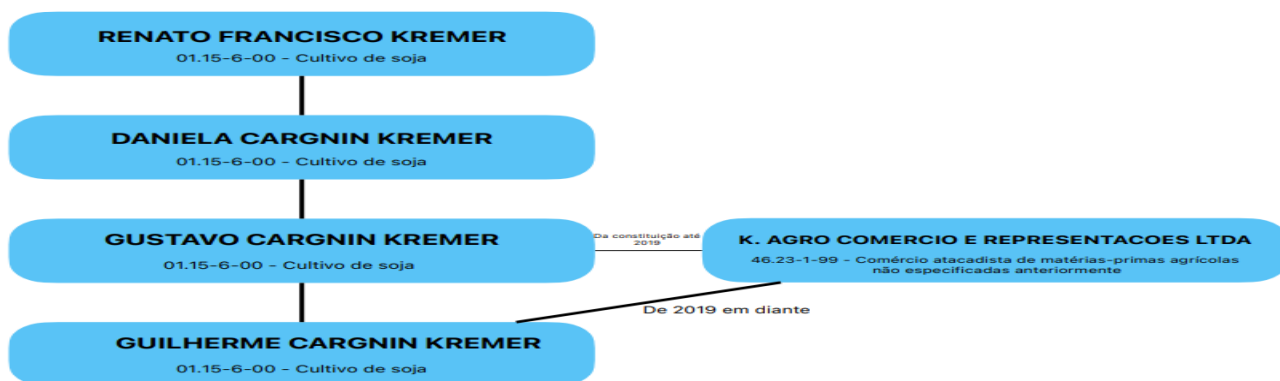 RENATO FRANCISCO KREMER
01.15-6-00 - Cultivo de soja
DANIELA CARGNIN KREMER
01.15-6-00 - Cultivo de soja
GUSTAVO CARGNIN KREMER
01.15-6-00 - Cultivo de soja
Da constituição até
2019
K. AGRO COMERCIO E REPRESENTACOES LTDA
46.23-1-99 - Comércio atacadista de matérias-primas agrícolas
não especificadas anteriormente
De 2019 em diante
GUILHERME CARGNIN KREMER
01.15-6-00 - Cultivo de soja